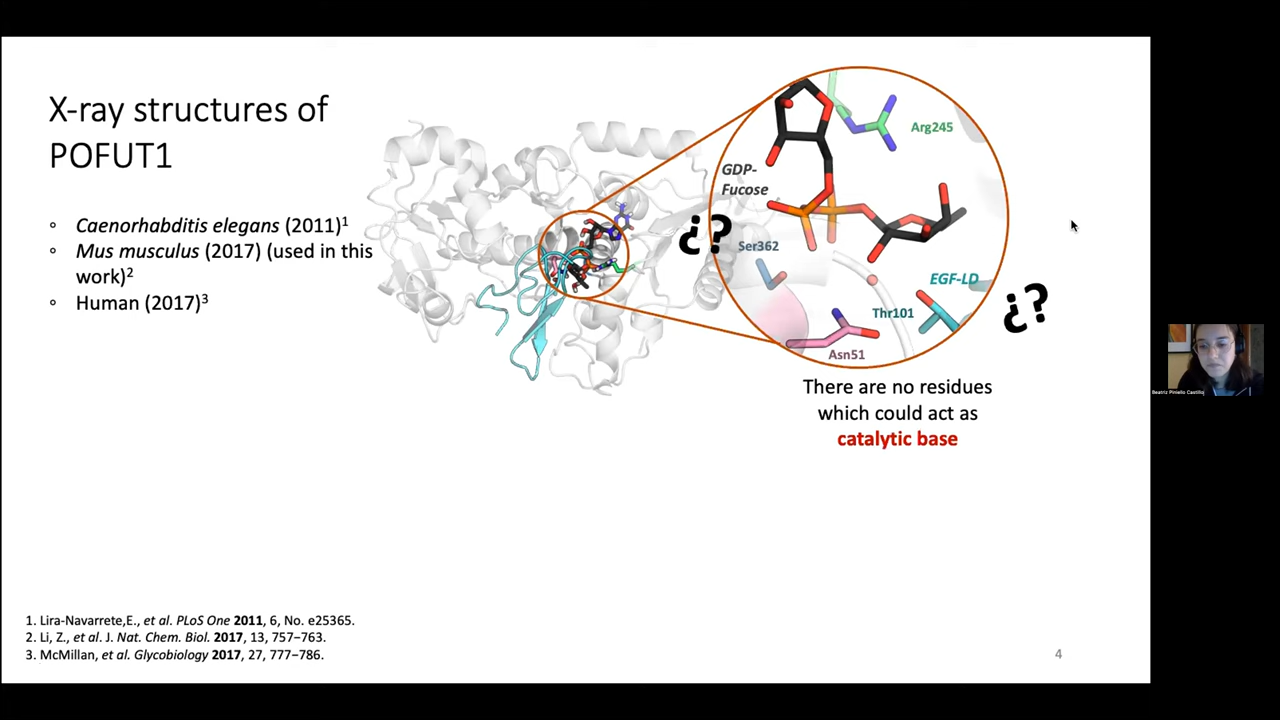 X-ray structures of
POFUT1
◦ Caenorhabditis elegans (2011)1
◦ Mus musculus (2017) (used in this
work)2
◦ Human (2017)3
Arg245
GDP-
Fucose
¿?
Ser362
EGF-LD
¿?
Thr101
Asn51
There are no residues
which could act as
catalytic base
Beatriz Piniello Castillo
1. Lira-Navarrete,E., et al. PLoS One 2011, 6, No. e25365.
2. Li, Z., et al. J. Nat. Chem. Biol. 2017, 13, 757−763.
3. McMillan, et al. Glycobiology 2017, 27, 777−786.
4